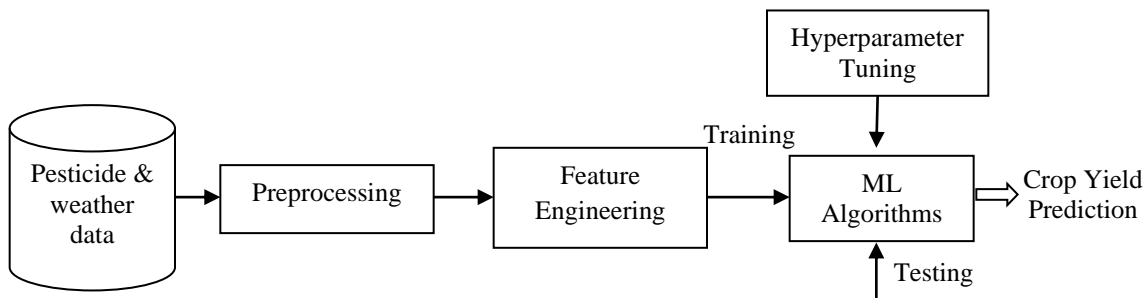 Hyperparameter
Tuning
Training
Pesticide &
weather
data
Preprocessing
Feature
Engineering
ML
Algorithms
Crop Yield
Prediction
Testing